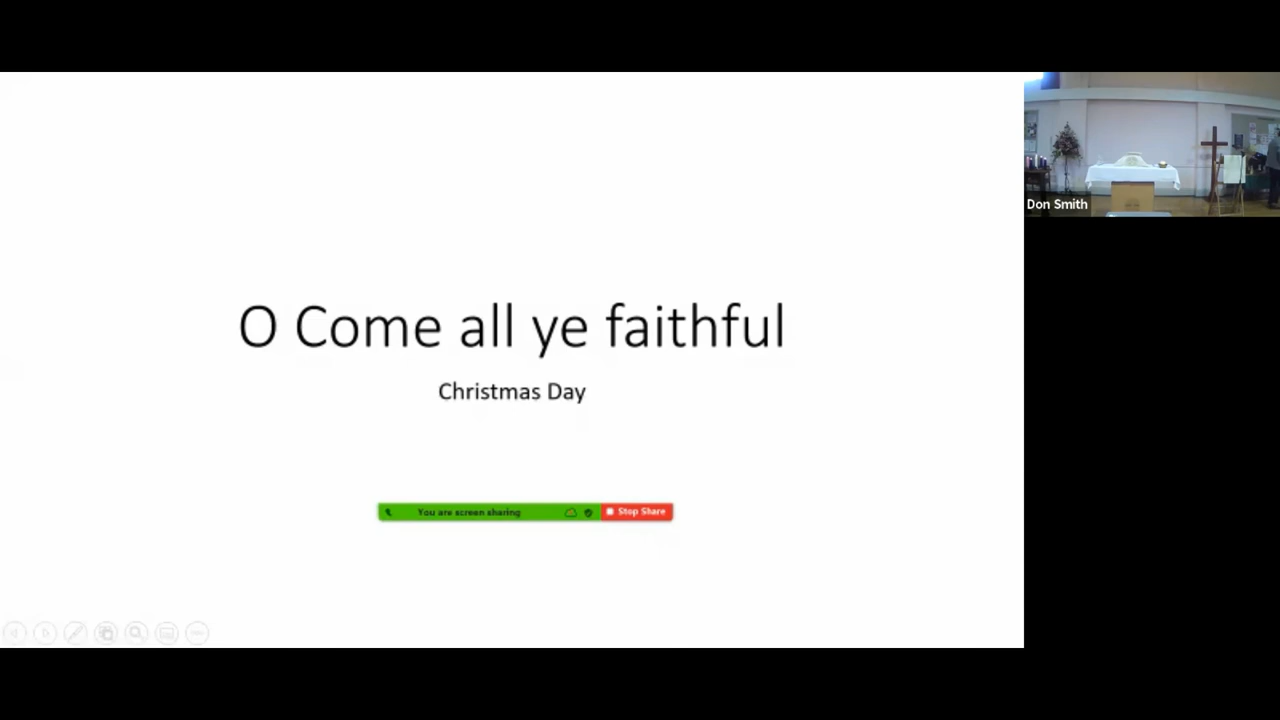 O Come all ye faithful
Christmas Day
You are screen sharing
Stop Share
Don Smith